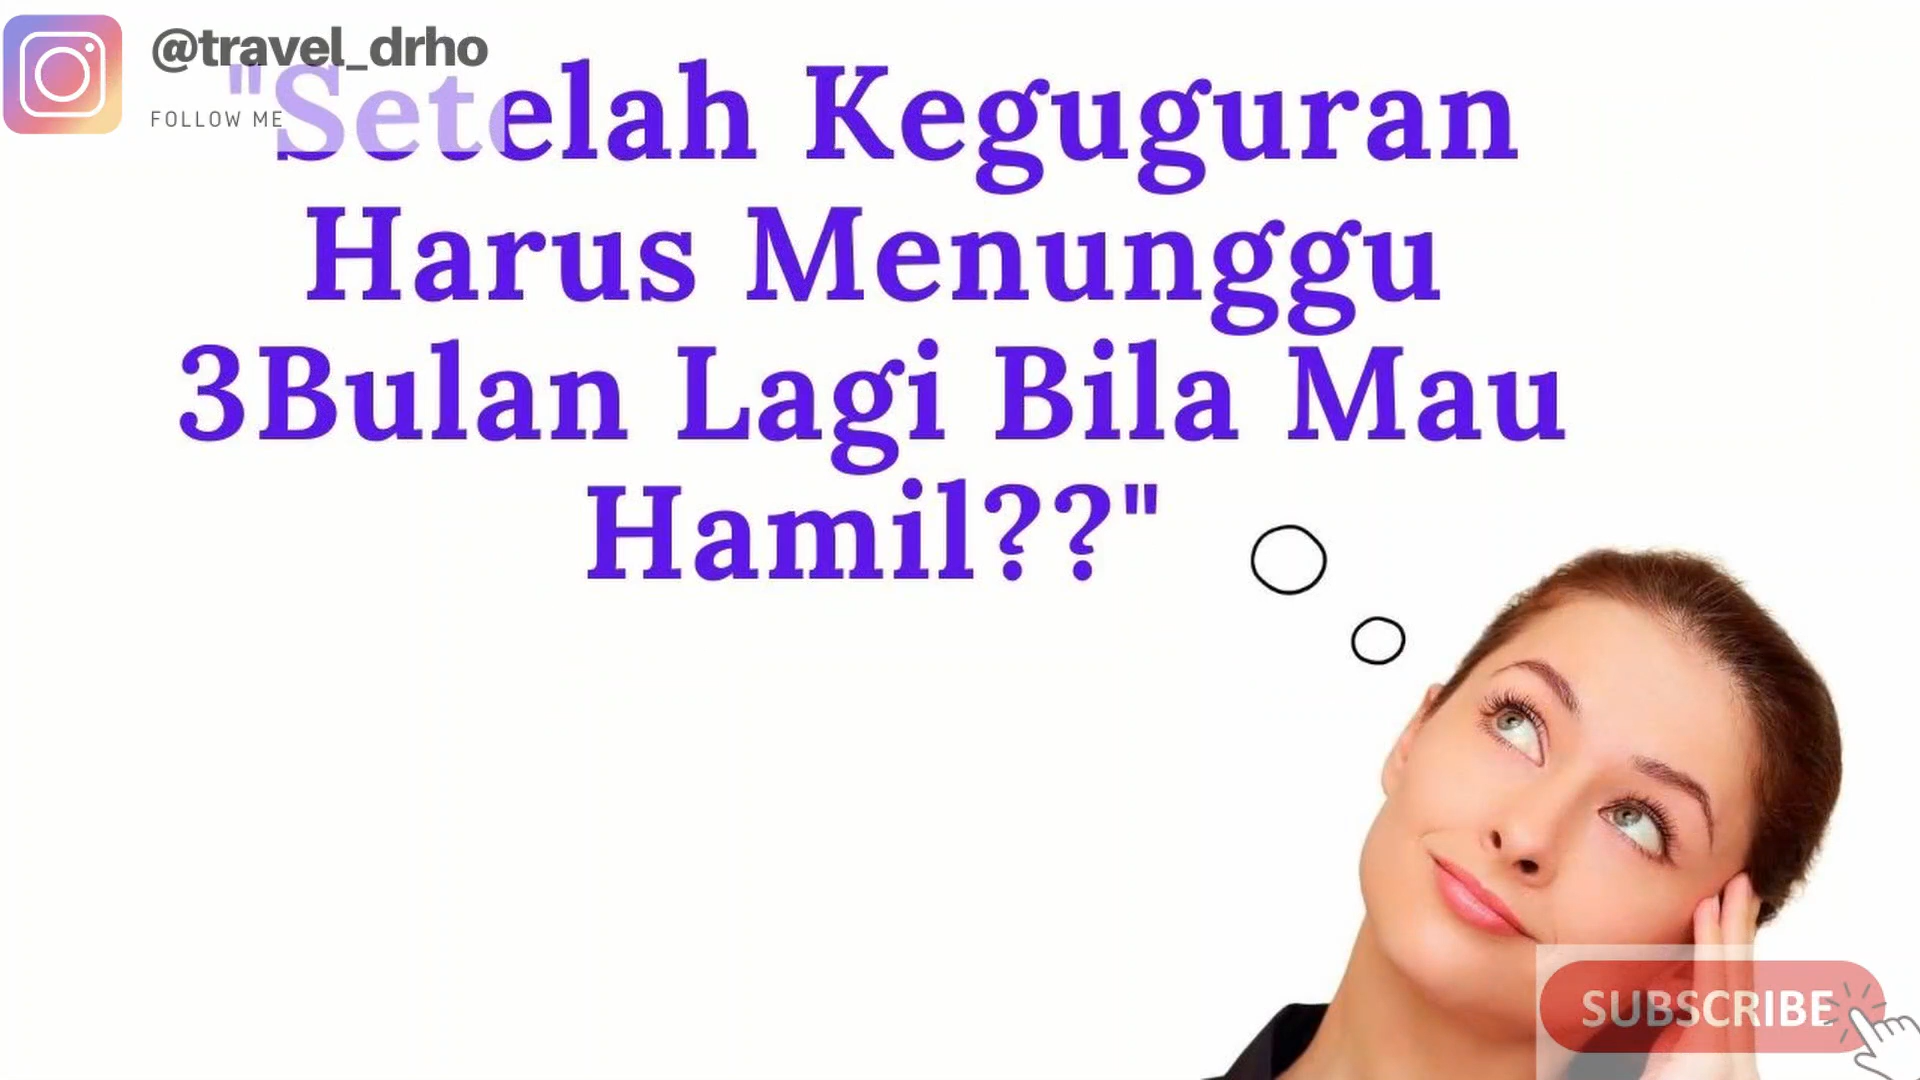 @travel_drho
FOLLOW ME
"Setelah Keguguran
Harus Menunggu
3Bulan Lagi Bila Mau
Hamil??"
SUBSCRIBE